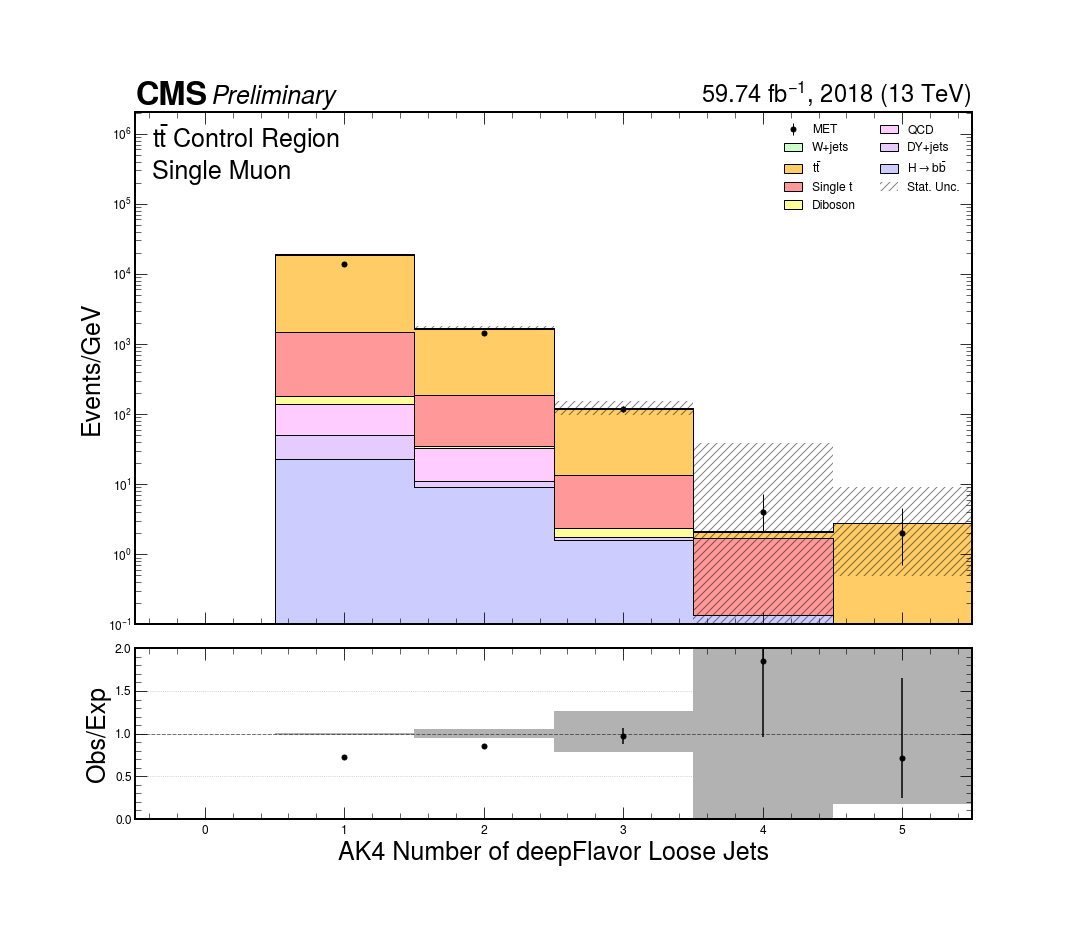 CMS Preliminary 59.74 fb⁻¹, 2018 (13 TeV)
tt̄ Control Region
Single Muon
MET
W+jets
tt̄
Single t
Diboson
QCD
DY+jets
H→bb̄
Stat. Unc.
Events/GeV
10⁶
10⁵
10⁴
10³
10²
10¹
10⁰
10⁻¹
Obs/Exp
2.0
1.5
1.0
0.5
0.0
0 1 2 3 4 5
AK4 Number of deepFlavor Loose Jets